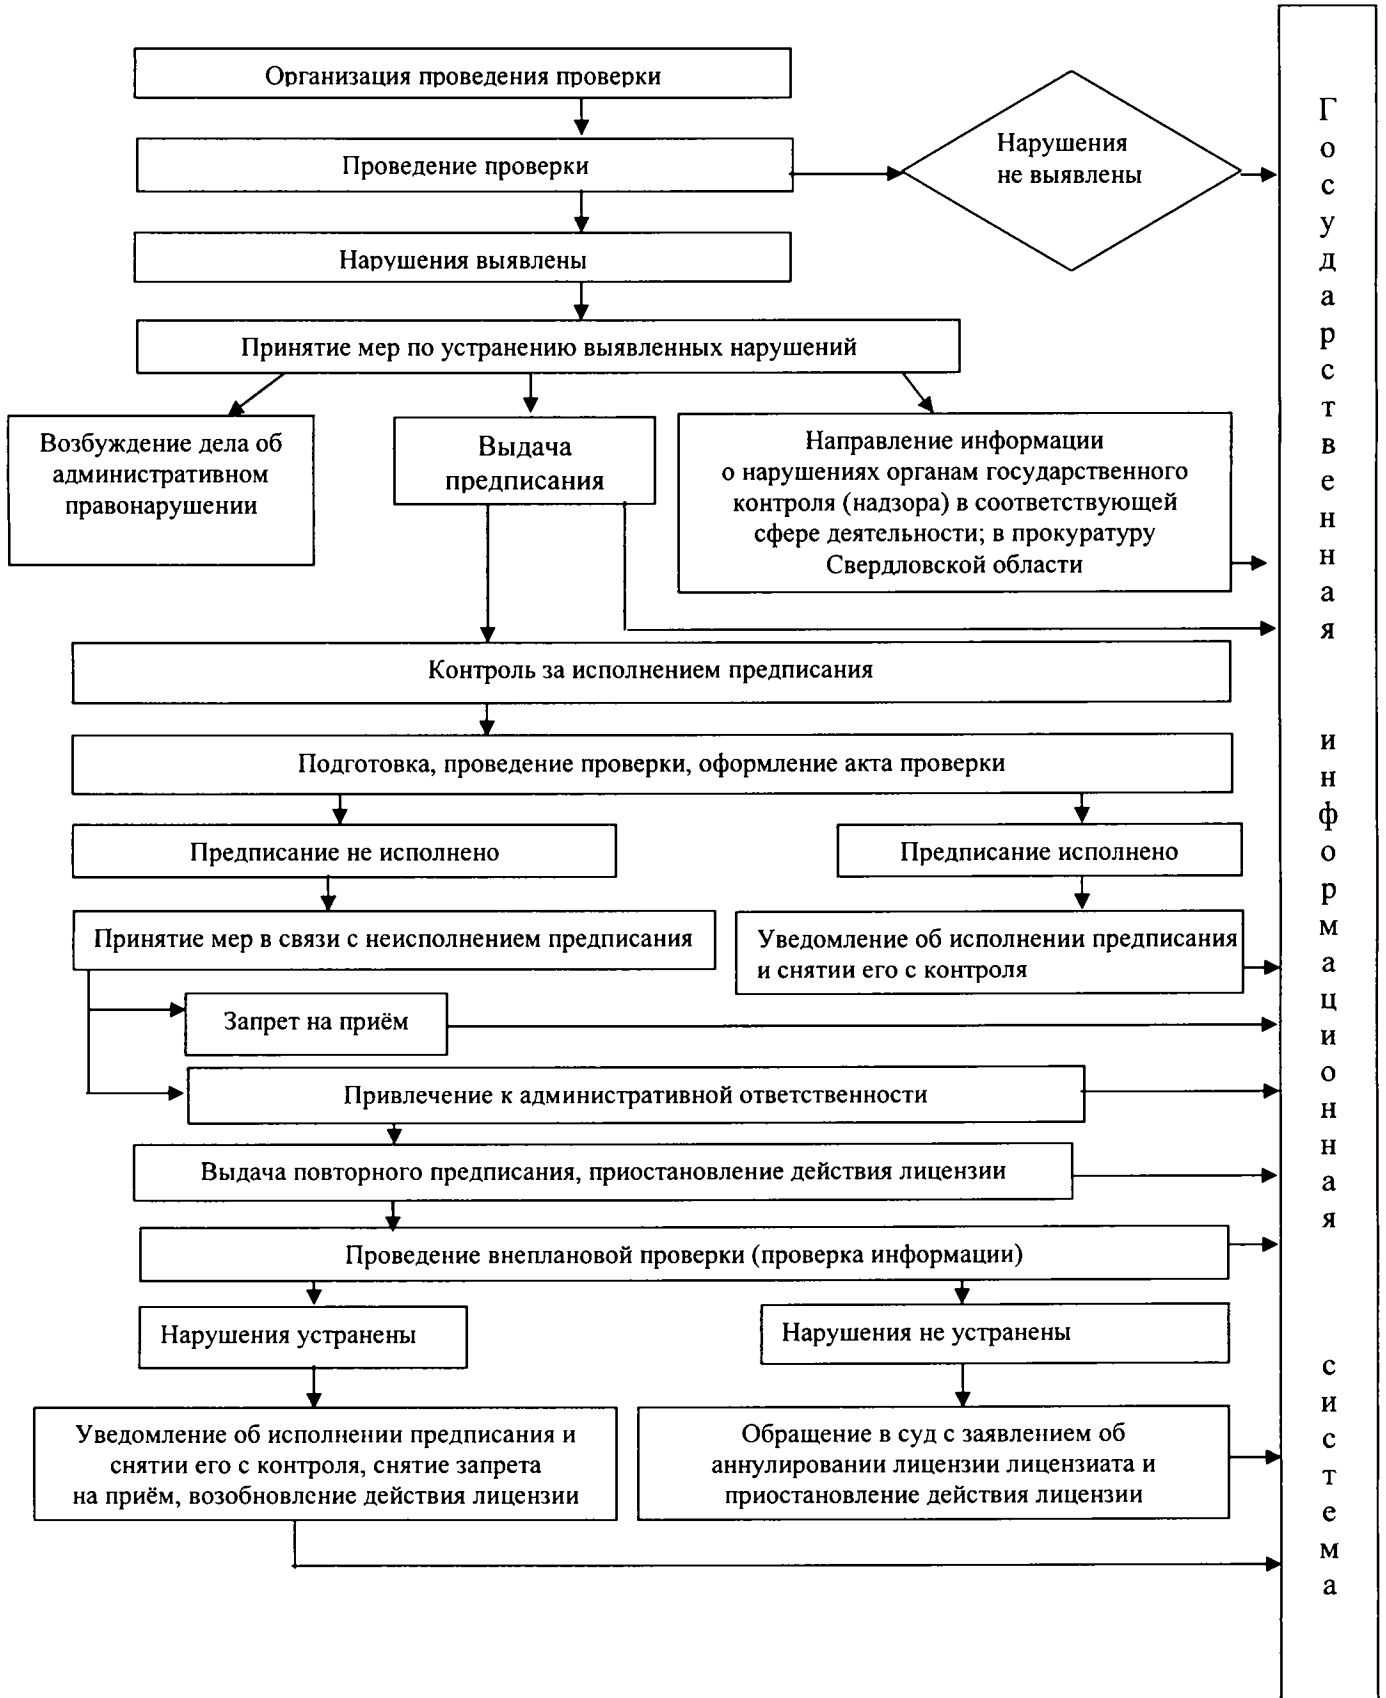 Организация проведения проверки
Проведение проверки
Нарушения
не выявлены
Нарушения выявлены
Принятие мер по устранению выявленных нарушений
Возбуждение дела об
административном
правонарушении
Выдача
предписания
Направление информации
о нарушениях органам государственного
контроля (надзора) в соответствующей
сфере деятельности; в прокуратуру
Свердловской области
Контроль за исполнением предписания
Подготовка, проведение проверки, оформление акта проверки
Предписание не исполнено
Предписание исполнено
Принятие мер в связи с неисполнением предписания
Уведомление об исполнении предписания
и снятии его с контроля
Запрет на приём
Привлечение к административной ответственности
Выдача повторного предписания, приостановление действия лицензии
Проведение внеплановой проверки (проверка информации)
Нарушения устранены
Нарушения не устранены
Уведомление об исполнении предписания и
снятии его с контроля, снятие запрета
на приём, возобновление действия лицензии
Обращение в суд с заявлением об
аннулировании лицензии лицензиата и
приостановление действия лицензии
Государственная информационная система